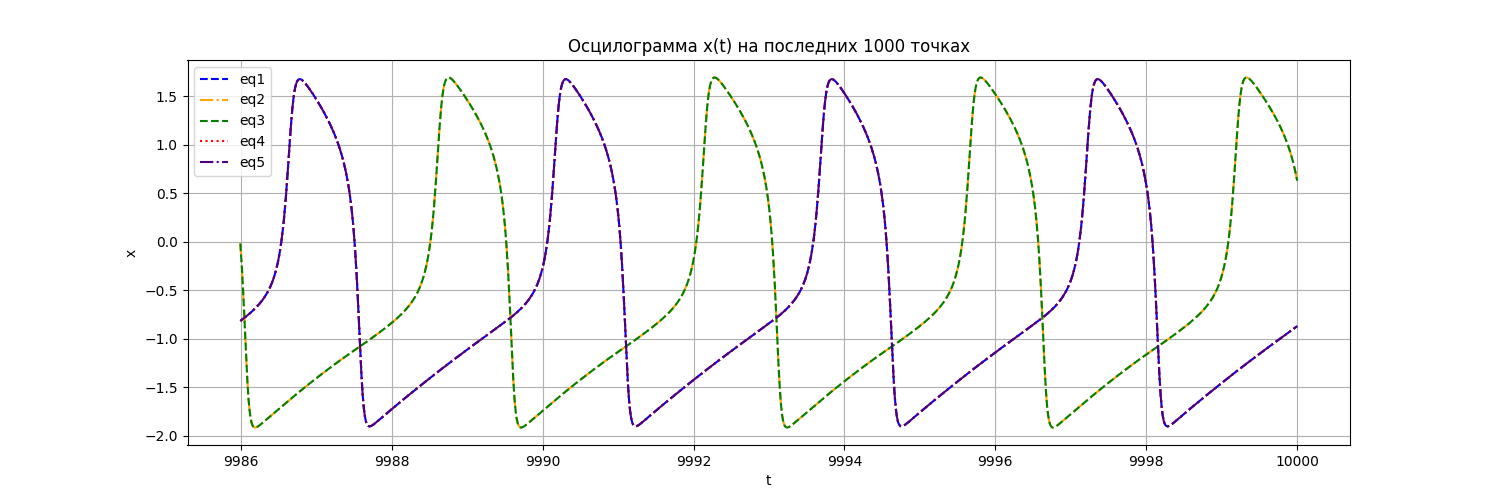 Осцилограмма x(t) на последних 1000 точках
eq1
eq2
eq3
eq4
eq5
x
1.5
1.0
0.5
0.0
−0.5
−1.0
−1.5
−2.0
9986 9988 9990 9992 9994 9996 9998 10000
t